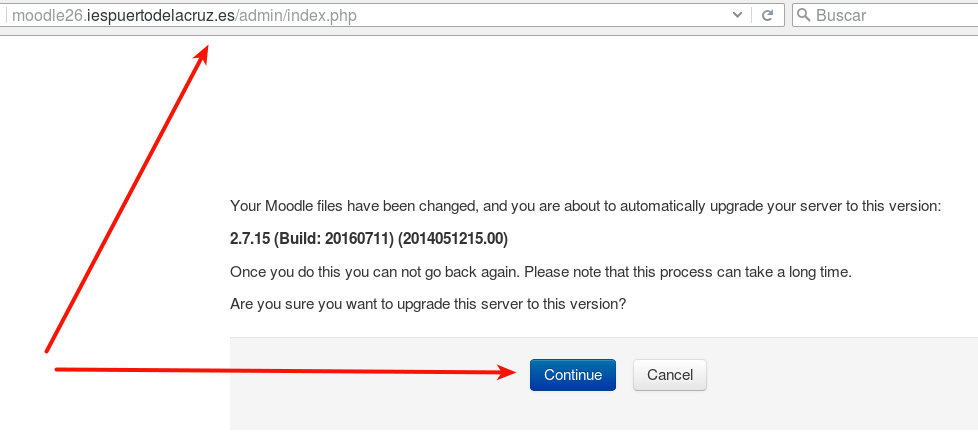 moodle26.iespuertodelacruz.es/admin/index.php
Buscar
Your Moodle files have been changed, and you are about to automatically upgrade your server to this version:
2.7.15 (Build: 20160711) (2014051215.00)
Once you do this you can not go back again. Please note that this process can take a long time.
Are you sure you want to upgrade this server to this version?
Continue
Cancel